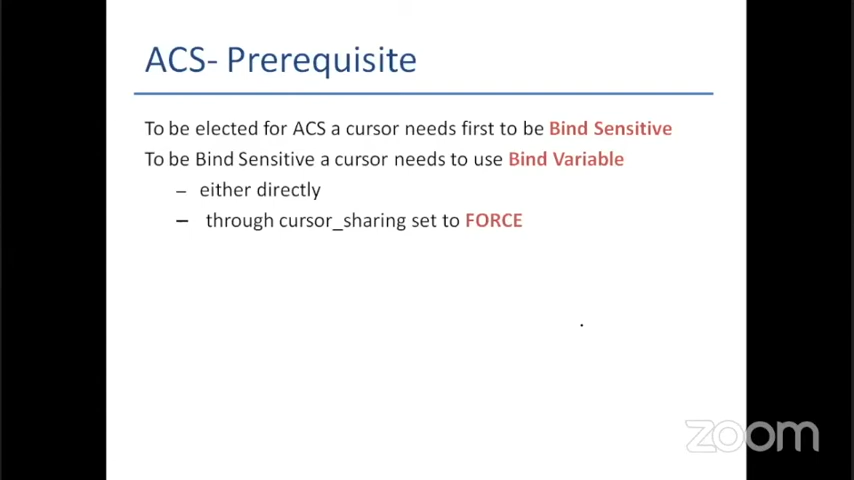 ACS- Prerequisite
To be elected for ACS a cursor needs first to be Bind Sensitive
To be Bind Sensitive a cursor needs to use Bind Variable
– either directly
– through cursor_sharing set to FORCE
.
zoom